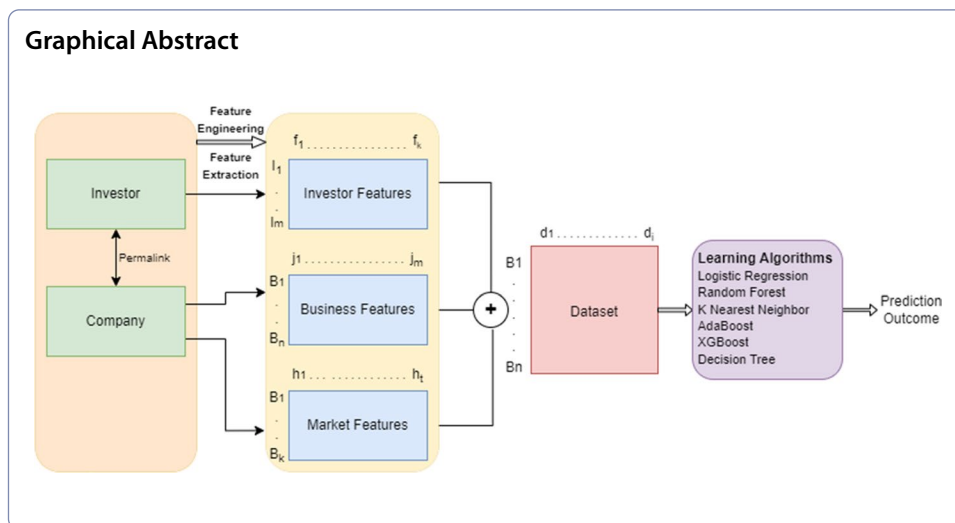 Graphical Abstract
Feature
Engineering
Feature
Extraction
Investor
Permalink
Company
f1 . . . . . . . . . . . . . . . . fk
I1
.
.
Im
Investor Features
j1. . . . . . . . . . . . . . . . . jm
B1
.
.
Bn
Business Features
h1 . . . . . . . . . . . . . . . ht
B1
.
.
Bk
Market Features
+
d1 . . . . . . . . . . . . . di
B1
.
.
.
.
Bn
Dataset
Learning Algorithms
Logistic Regression
Random Forest
K Nearest Neighbor
AdaBoost
XGBoost
Decision Tree
Prediction
Outcome